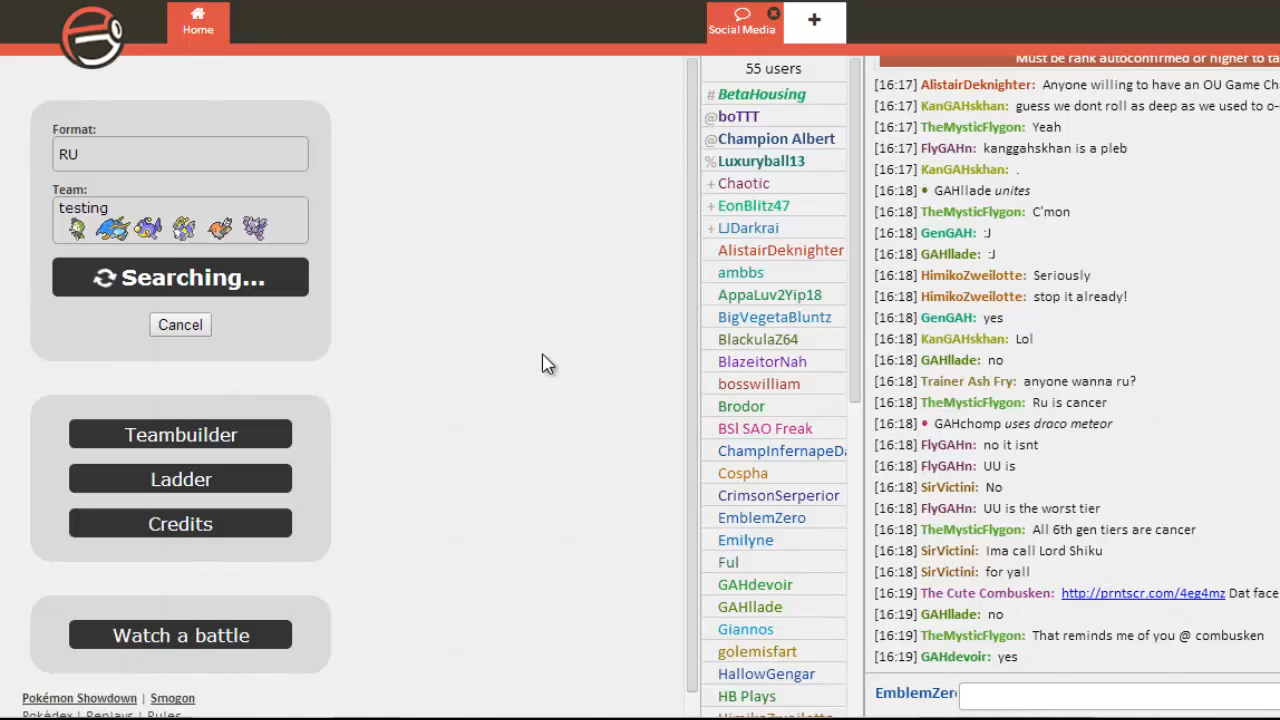 Home
Social Media
+
Format:
RU
Team:
testing
Searching...
Cancel
Teambuilder
Ladder
Credits
Watch a battle
Pokémon Showdown | Smogon
Pokédex | Replays | Rules
55 users
# BetaHousing
@boTTT
@Champion Albert
%Luxuryball13
+ Chaotic
+ EonBlitz47
+ LJDarkrai
AlistairDeknighter
ambbs
AppaLuv2Yip18
BigVegetaBluntz
BlackulaZ64
BlazeitorNah
bosswilliam
Brodor
BSl SAO Freak
ChampInfernapeDa
Cospha
CrimsonSerperior
EmblemZero
Emilyne
Ful
GAHdevoir
GAHllade
Giannos
golemisfart
HallowGengar
HB Plays
HimikoZweilotte
Must be rank autoconfirmed or higher to ta
[16:17] AlistairDeknighter: Anyone willing to have an OU Game Ch
[16:17] KanGAHskhan: guess we dont roll as deep as we used to o-
[16:17] TheMysticFlygon: Yeah
[16:17] FlyGAHn: kanggahskhan is a pleb
[16:17] KanGAHskhan: .
[16:18] • GAHllade unites
[16:18] TheMysticFlygon: C'mon
[16:18] GenGAH: :J
[16:18] GAHllade: :J
[16:18] HimikoZweilotte: Seriously
[16:18] HimikoZweilotte: stop it already!
[16:18] GenGAH: yes
[16:18] KanGAHskhan: Lol
[16:18] GAHllade: no
[16:18] Trainer Ash Fry: anyone wanna ru?
[16:18] TheMysticFlygon: Ru is cancer
[16:18] • GAHchomp uses draco meteor
[16:18] FlyGAHn: no it isnt
[16:18] FlyGAHn: UU is
[16:18] SirVictini: No
[16:18] FlyGAHn: UU is the worst tier
[16:18] TheMysticFlygon: All 6th gen tiers are cancer
[16:18] SirVictini: Ima call Lord Shiku
[16:18] SirVictini: for yall
[16:19] The Cute Combusken: http://prntscr.com/4eg4mz Dat face
[16:19] GAHllade: no
[16:19] TheMysticFlygon: That reminds me of you @ combusken
[16:19] GAHdevoir: yes
EmblemZero